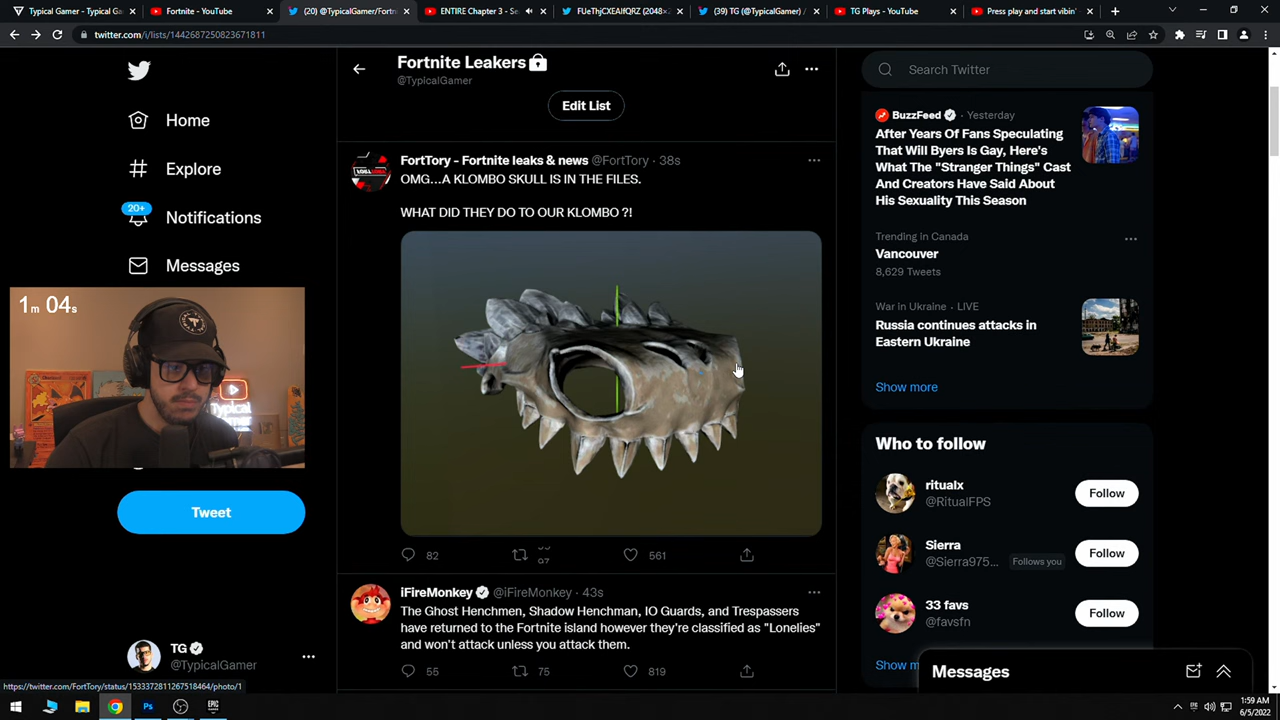 Typical Gamer - Typical G
Fortnite - YouTube
(20) @TypicalGamer/Fortn
ENTIRE Chapter 3 - Se
FUeThjCXEAIfQRZ (2048×2
(39) TG (@TypicalGamer) /
TG Plays - YouTube
Press play and start vibin'
twitter.com/i/lists/1442687250823671811
Fortnite Leakers
@TypicalGamer
Edit List
Home
Explore
20+
Notifications
Messages
Tweet
TG
@TypicalGamer
1m 04s
Typical
FortTory - Fortnite leaks & news @FortTory · 38s
OMG...A KLOMBO SKULL IS IN THE FILES.
WHAT DID THEY DO TO OUR KLOMBO ?!
82
97
561
iFireMonkey @iFireMonkey · 43s
The Ghost Henchmen, Shadow Henchman, IO Guards, and Trespassers
have returned to the Fortnite island however they're classified as "Lonelies"
and won't attack unless you attack them.
55
75
819
Search Twitter
BuzzFeed · Yesterday
After Years Of Fans Speculating
That Will Byers Is Gay, Here's
What The "Stranger Things" Cast
And Creators Have Said About
His Sexuality This Season
Trending in Canada
Vancouver
8,629 Tweets
War in Ukraine · LIVE
Russia continues attacks in
Eastern Ukraine
Show more
Who to follow
ritualx
@RitualFPS
Follow
Sierra
@Sierra975... Follows you
Follow
33 favs
@favsfn
Follow
Show m
Messages
https://twitter.com/FortTory/status/1533372811267518464/photo/1
Ps
EPIC
1:59 AM
6/5/2022